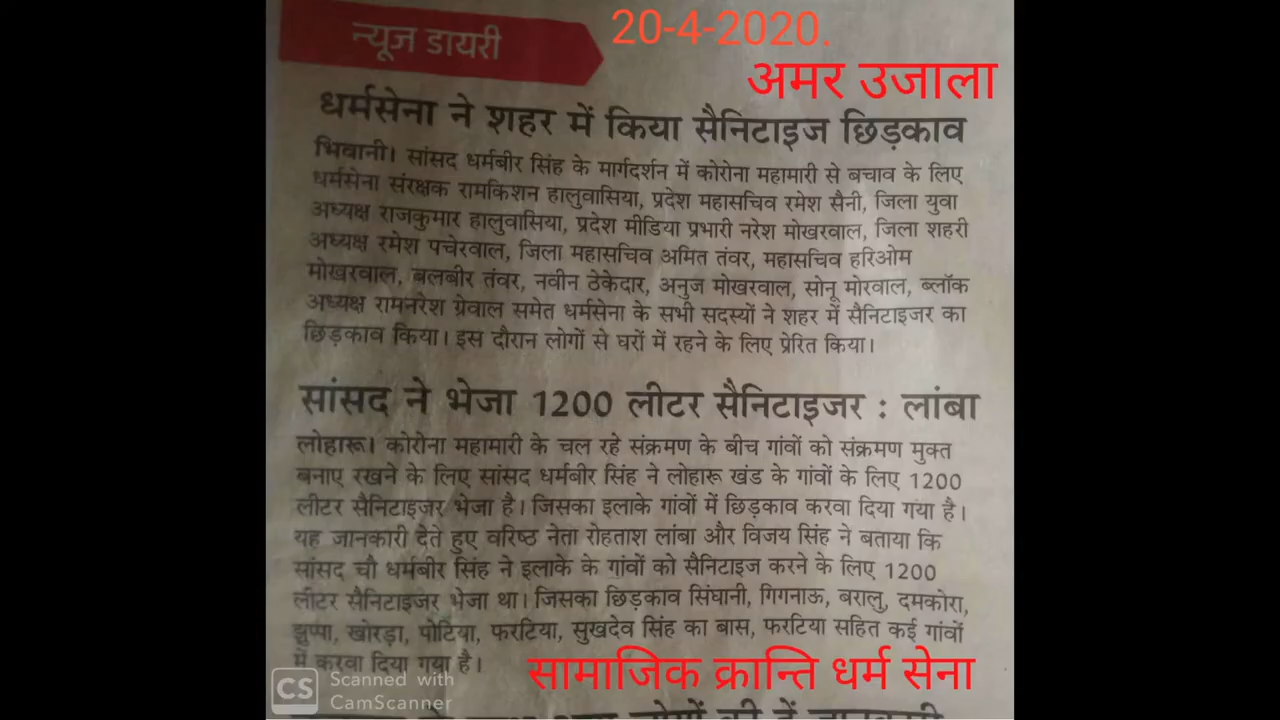 न्यूज डायरी
20-4-2020.
अमर उजाला
धर्मसेना ने शहर में किया सैनिटाइज छिड़काव
भिवानी। सांसद धर्मबीर सिंह के मार्गदर्शन में कोरोना महामारी से बचाव के लिए
धर्मसेना संरक्षक रामकिशन हालुवासिया, प्रदेश महासचिव रमेश सैनी, जिला युवा
अध्यक्ष राजकुमार हालुवासिया, प्रदेश मीडिया प्रभारी नरेश मोखरवाल, जिला शहरी
अध्यक्ष रमेश पचेरवाल, जिला महासचिव अमित तंवर, महासचिव हरिओम
मोखरवाल, बलबीर तंवर, नवीन ठेकेदार, अनुज मोखरवाल, सोनू मोरवाल, ब्लॉक
अध्यक्ष रामनरेश ग्रेवाल समेत धर्मसेना के सभी सदस्यों ने शहर में सैनिटाइजर का
छिड़काव किया। इस दौरान लोगों से घरों में रहने के लिए प्रेरित किया।
सांसद ने भेजा 1200 लीटर सैनिटाइजर : लांबा
लोहारू। कोरोना महामारी के चल रहे संक्रमण के बीच गांवों को संक्रमण मुक्त
बनाए रखने के लिए सांसद धर्मबीर सिंह ने लोहारू खंड के गांवों के लिए 1200
लीटर सैनिटाइजर भेजा है। जिसका इलाके गांवों में छिड़काव करवा दिया गया है।
यह जानकारी देते हुए वरिष्ठ नेता रोहताश लांबा और विजय सिंह ने बताया कि
सांसद चौ धर्मबीर सिंह ने इलाके के गांवों को सैनिटाइज करने के लिए 1200
लीटर सैनिटाइजर भेजा था। जिसका छिड़काव सिंघानी, गिगनाऊ, बरालु, दमकोरा,
झुप्पा, खोरड़ा, पोटिया, फरटिया, सुखदेव सिंह का बास, फरटिया सहित कई गांवों
में करवा दिया गया है।
सामाजिक क्रान्ति धर्म सेना
CS Scanned with
CamScanner